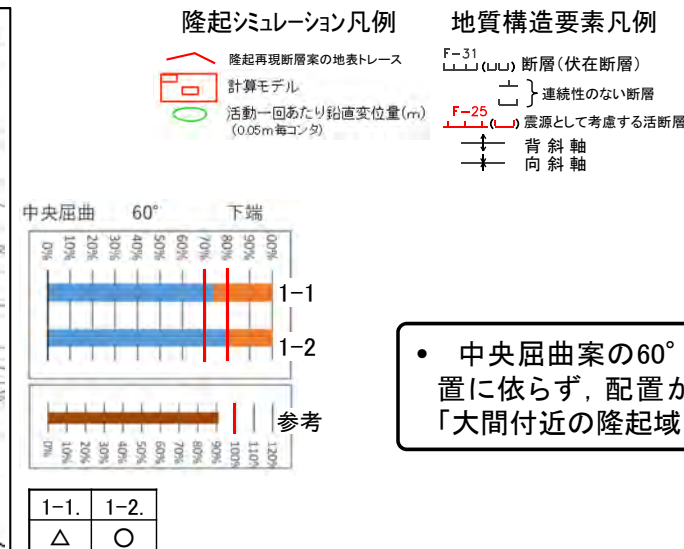 隆起シミュレーション凡例
隆起再現断層案の地表トレース
計算モデル
活動一回あたり鉛直変位量(m)
(0.05m毎コンタ)
地質構造要素凡例
F-31
(⊔⊔) 断層(伏在断層)
連続性のない断層
F-25
震源として考慮する活断層
背斜軸
向斜軸
中央屈曲 60° 下端
0% 10% 20% 30% 40% 50% 60% 70% 80% 90% 00%
1-1
1-2
参考
0% 10% 20% 30% 40% 50% 60% 70% 80% 90% 100% 110% 120%
1-1. 1-2.
△ ○
• 中央屈曲案の60°
置に依らず,配置か
「大間付近の隆起域